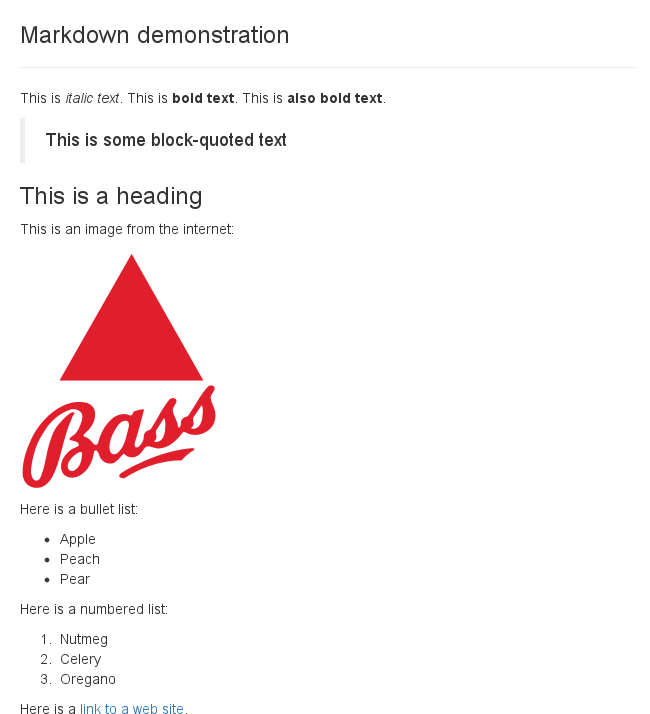 Markdown demonstration
This is italic text. This is bold text. This is also bold text.
This is some block-quoted text
This is a heading
This is an image from the internet:
Bass
Here is a bullet list:
• Apple
• Peach
• Pear
Here is a numbered list:
1. Nutmeg
2. Celery
3. Oregano
Here is a link to a web site.